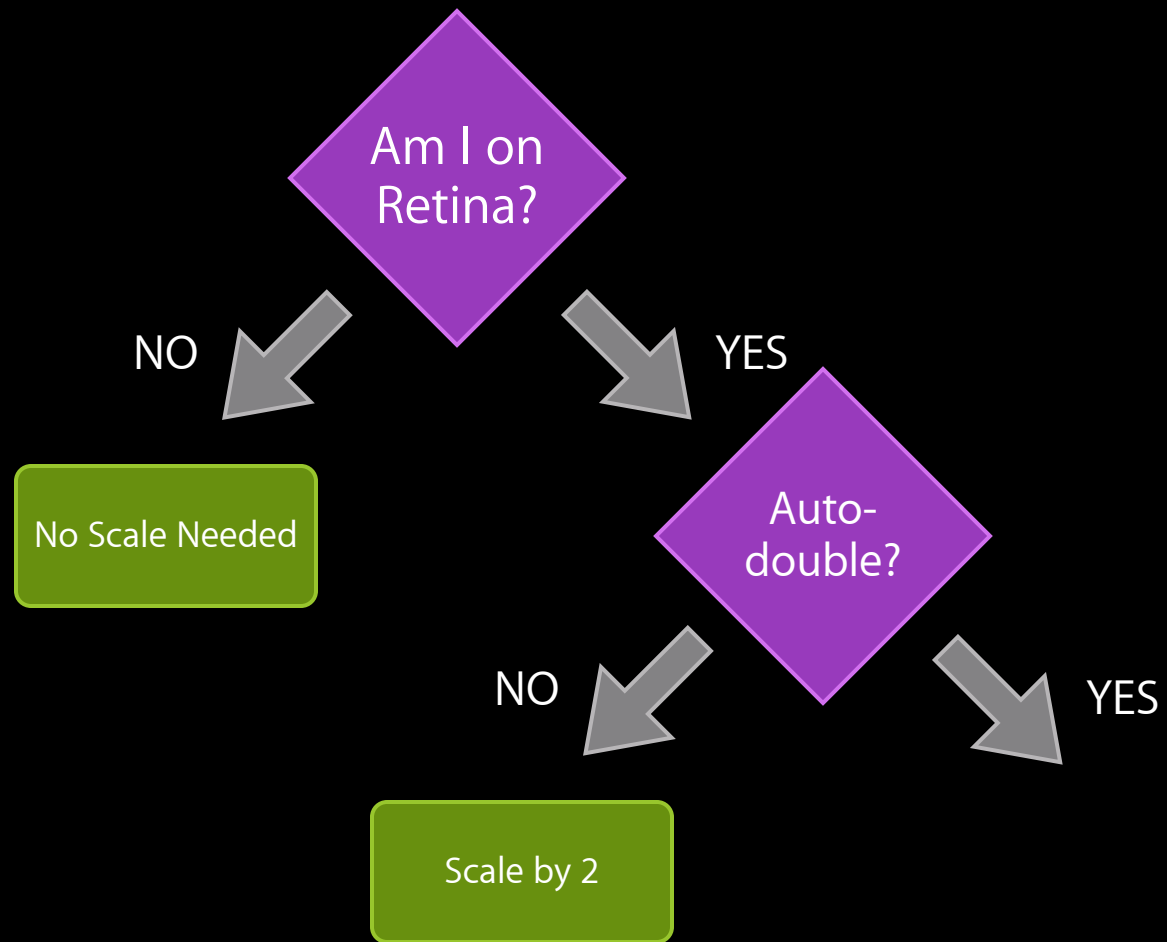 Am I on
Retina?
NO
YES
No Scale Needed
Auto-
double?
NO
YES
Scale by 2